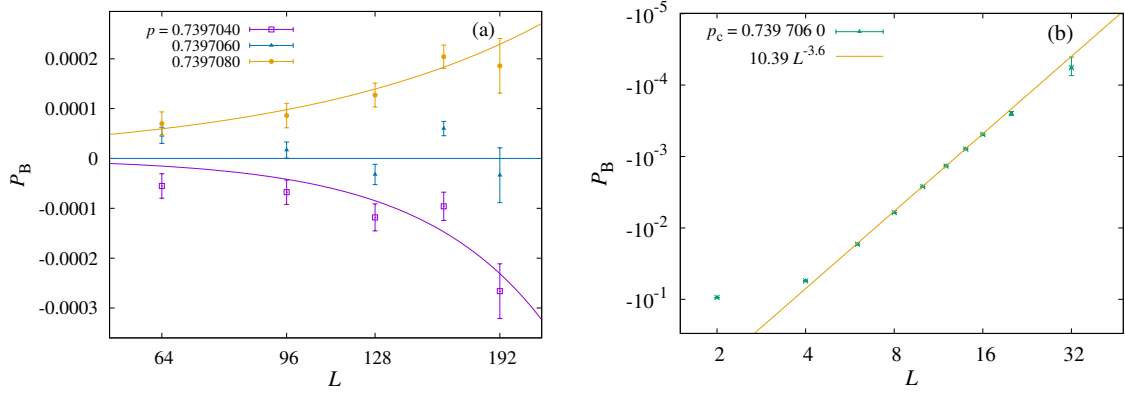 p = 0.7397040
0.7397060
0.7397080
(a)
0.0002
0.0001
0
-0.0001
-0.0002
-0.0003
P_B
64 96 128 192
L
p_c = 0.739 706 0
10.39 L^-3.6
(b)
-10^-5
-10^-4
-10^-3
-10^-2
-10^-1
P_B
2 4 8 16 32
L